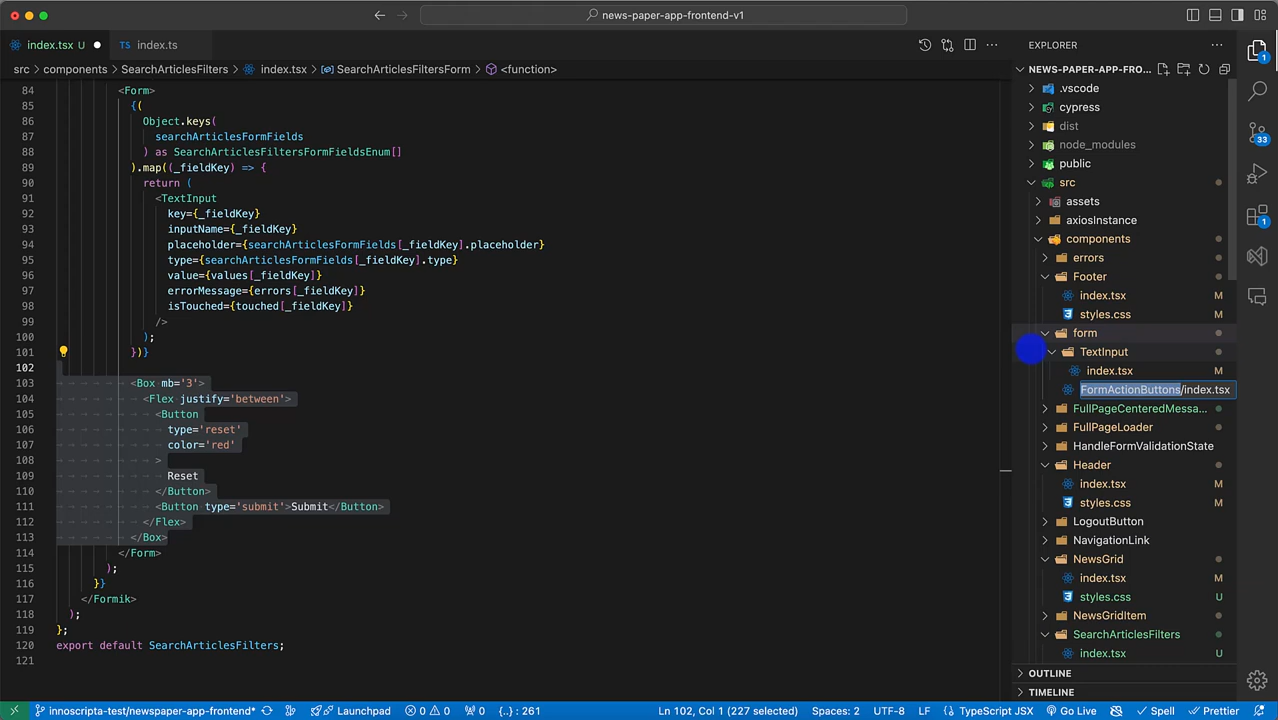 news-paper-app-frontend-v1
index.tsx U
TS index.ts
src > components > SearchArticlesFilters > index.tsx > SearchArticlesFiltersForm > <function>
84 <Form>
85 {(
86 Object.keys(
87 searchArticlesFormFields
88 ) as SearchArticlesFiltersFormFieldsEnum[]
89 ).map((_fieldKey) => {
90 return (
91 <TextInput
92 key={_fieldKey}
93 inputName={_fieldKey}
94 placeholder={searchArticlesFormFields[_fieldKey].placeholder}
95 type={searchArticlesFormFields[_fieldKey].type}
96 value={values[_fieldKey]}
97 errorMessage={errors[_fieldKey]}
98 isTouched={touched[_fieldKey]}
99 />
100 );
101 })}
102
103 <Box mb='3'>
104 <Flex justify='between'>
105 <Button
106 type='reset'
107 color='red'
108 >
109 Reset
110 </Button>
111 <Button type='submit'>Submit</Button>
112 </Flex>
113 </Box>
114 </Form>
115 );
116 }}
117 </Formik>
118 );
119 };
120 export default SearchArticlesFilters;
121
EXPLORER
NEWS-PAPER-APP-FRO...
.vscode
cypress
dist
node_modules
public
src
assets
axiosInstance
components
errors
Footer
index.tsx M
styles.css M
form
TextInput
index.tsx M
FormActionButtons/index.tsx
FullPageCenteredMessa...
FullPageLoader
HandleFormValidationState
Header
index.tsx M
styles.css M
LogoutButton
NavigationLink
NewsGrid
index.tsx M
styles.css U
NewsGridItem
SearchArticlesFilters
index.tsx U
OUTLINE
TIMELINE
1
33
1
innoscripta-test/newspaper-app-frontend* Launchpad 0 0 0 {..} : 261 Ln 102, Col 1 (227 selected) Spaces: 2 UTF-8 LF {} TypeScript JSX Go Live Spell Prettier